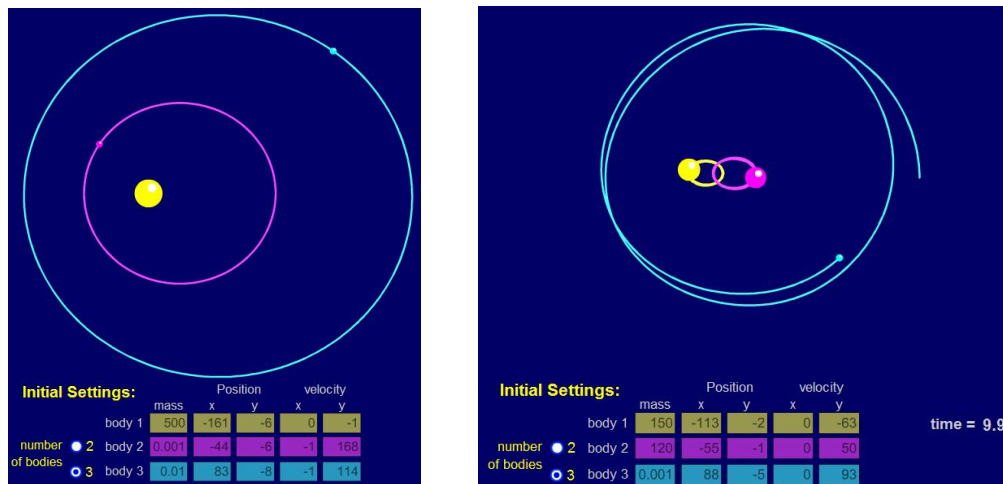 Initial Settings:
Position velocity
mass x y x y
body 1 500 -161 -6 0 -1
number of bodies
2
body 2 0.001 -44 -6 -1 168
3
body 3 0.01 83 -8 -1 114
Initial Settings:
Position velocity
mass x y x y
body 1 150 -113 -2 0 -63
time = 9.9
number of bodies
2
body 2 120 -55 -1 0 50
3
body 3 0.001 88 -5 0 93